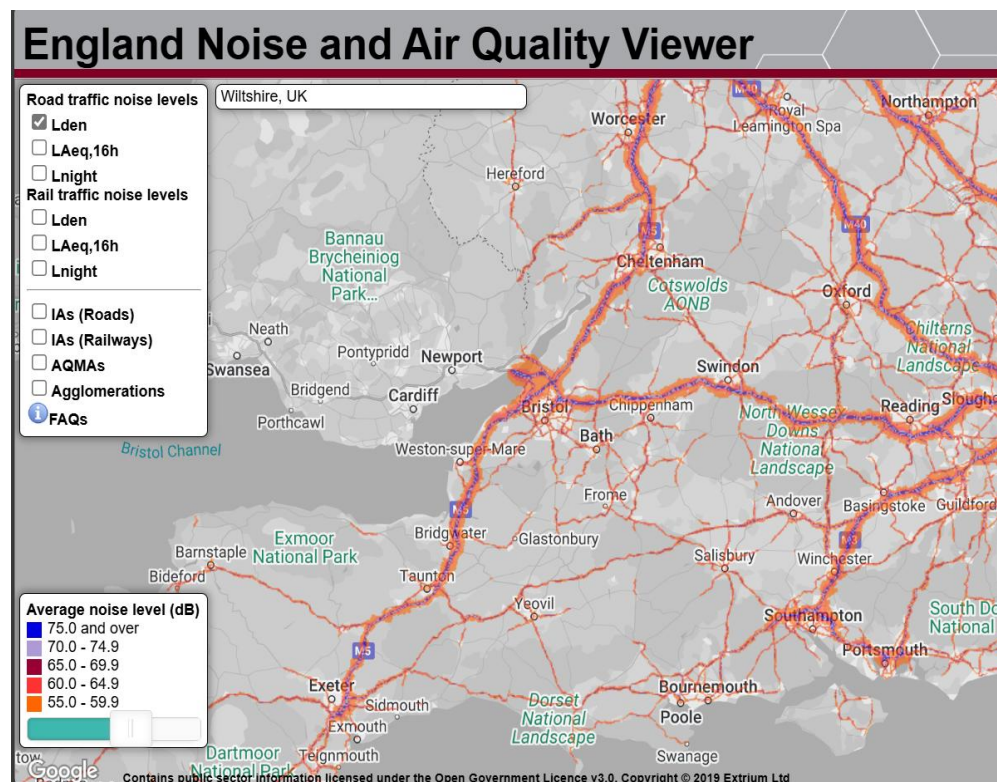 England Noise and Air Quality Viewer
Road traffic noise levels
Lden
LAeq,16h
Lnight
Rail traffic noise levels
Lden
LAeq,16h
Lnight
IAs (Roads)
IAs (Railways)
AQMAs
Agglomerations
FAQs
Wiltshire, UK
M40
Northampton
Royal
Leamington Spa
Worcester
Hereford
Bannau
Brycheiniog
National
Park...
M5
M40
Cheltenham
Cotswolds
AONB
Oxford
Chilterns
National
Landscape
Neath
Swansea
Pontypridd
Newport
Bridgend
Cardiff
Porthcawl
Swindon
Bristol
Chippenham
North Wessex
Downs
National
Landscape
Reading
Slough
Bath
Weston-super-Mare
Bristol Channel
Frome
Andover
Basingstoke
Guildford
M5
Bridgwater
Glastonbury
M3
Exmoor
National Park
Barnstaple
Bideford
Salisbury
Winchester
Taunton
Yeovil
Southampton
South Do
National
Portsmouth
M5
Average noise level (dB)
75.0 and over
70.0 - 74.9
65.0 - 69.9
60.0 - 64.9
55.0 - 59.9
Exeter
Sidmouth
Exmouth
Dorset
National
Landscape
Bournemouth
Poole
Swanage
Dartmoor
National Park
Teignmouth
tow
Google
Contains public sector information licensed under the Open Government Licence v3.0. Copyright © 2019 Extrium Ltd